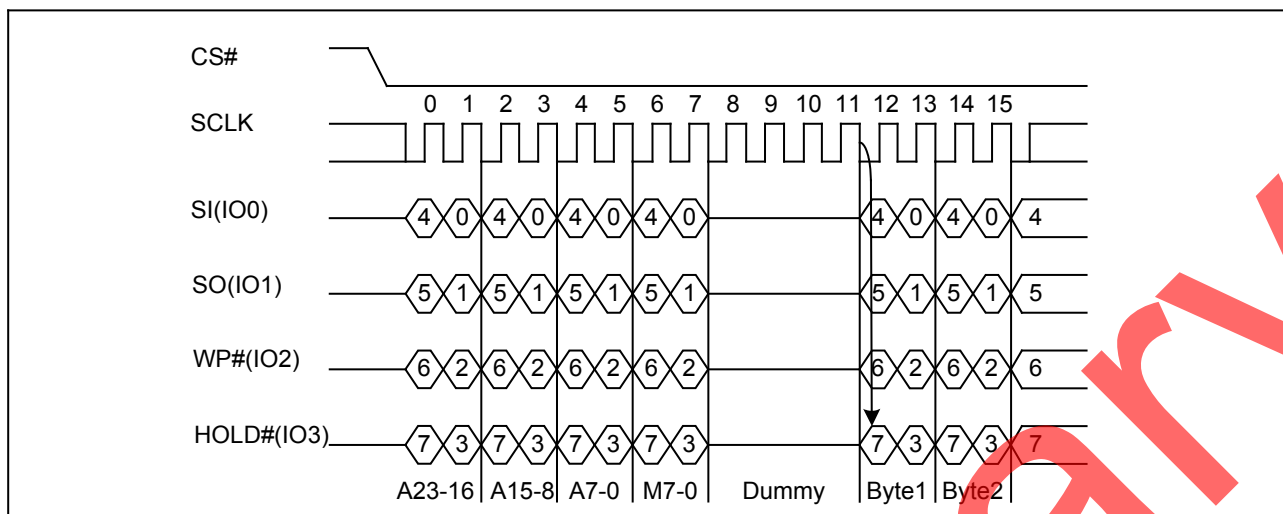 CS#
0 1 2 3 4 5 6 7 8 9 10 11 12 13 14 15
SCLK
SI(IO0) 4 0 4 0 4 0 4 0 4 0 4 0 4
SO(IO1) 5 1 5 1 5 1 5 1 5 1 5 1 5
WP#(IO2) 6 2 6 2 6 2 6 2 6 2 6 2 6
HOLD#(IO3) 7 3 7 3 7 3 7 3 7 3 7 3 7
A23-16 A15-8 A7-0 M7-0 Dummy Byte1 Byte2